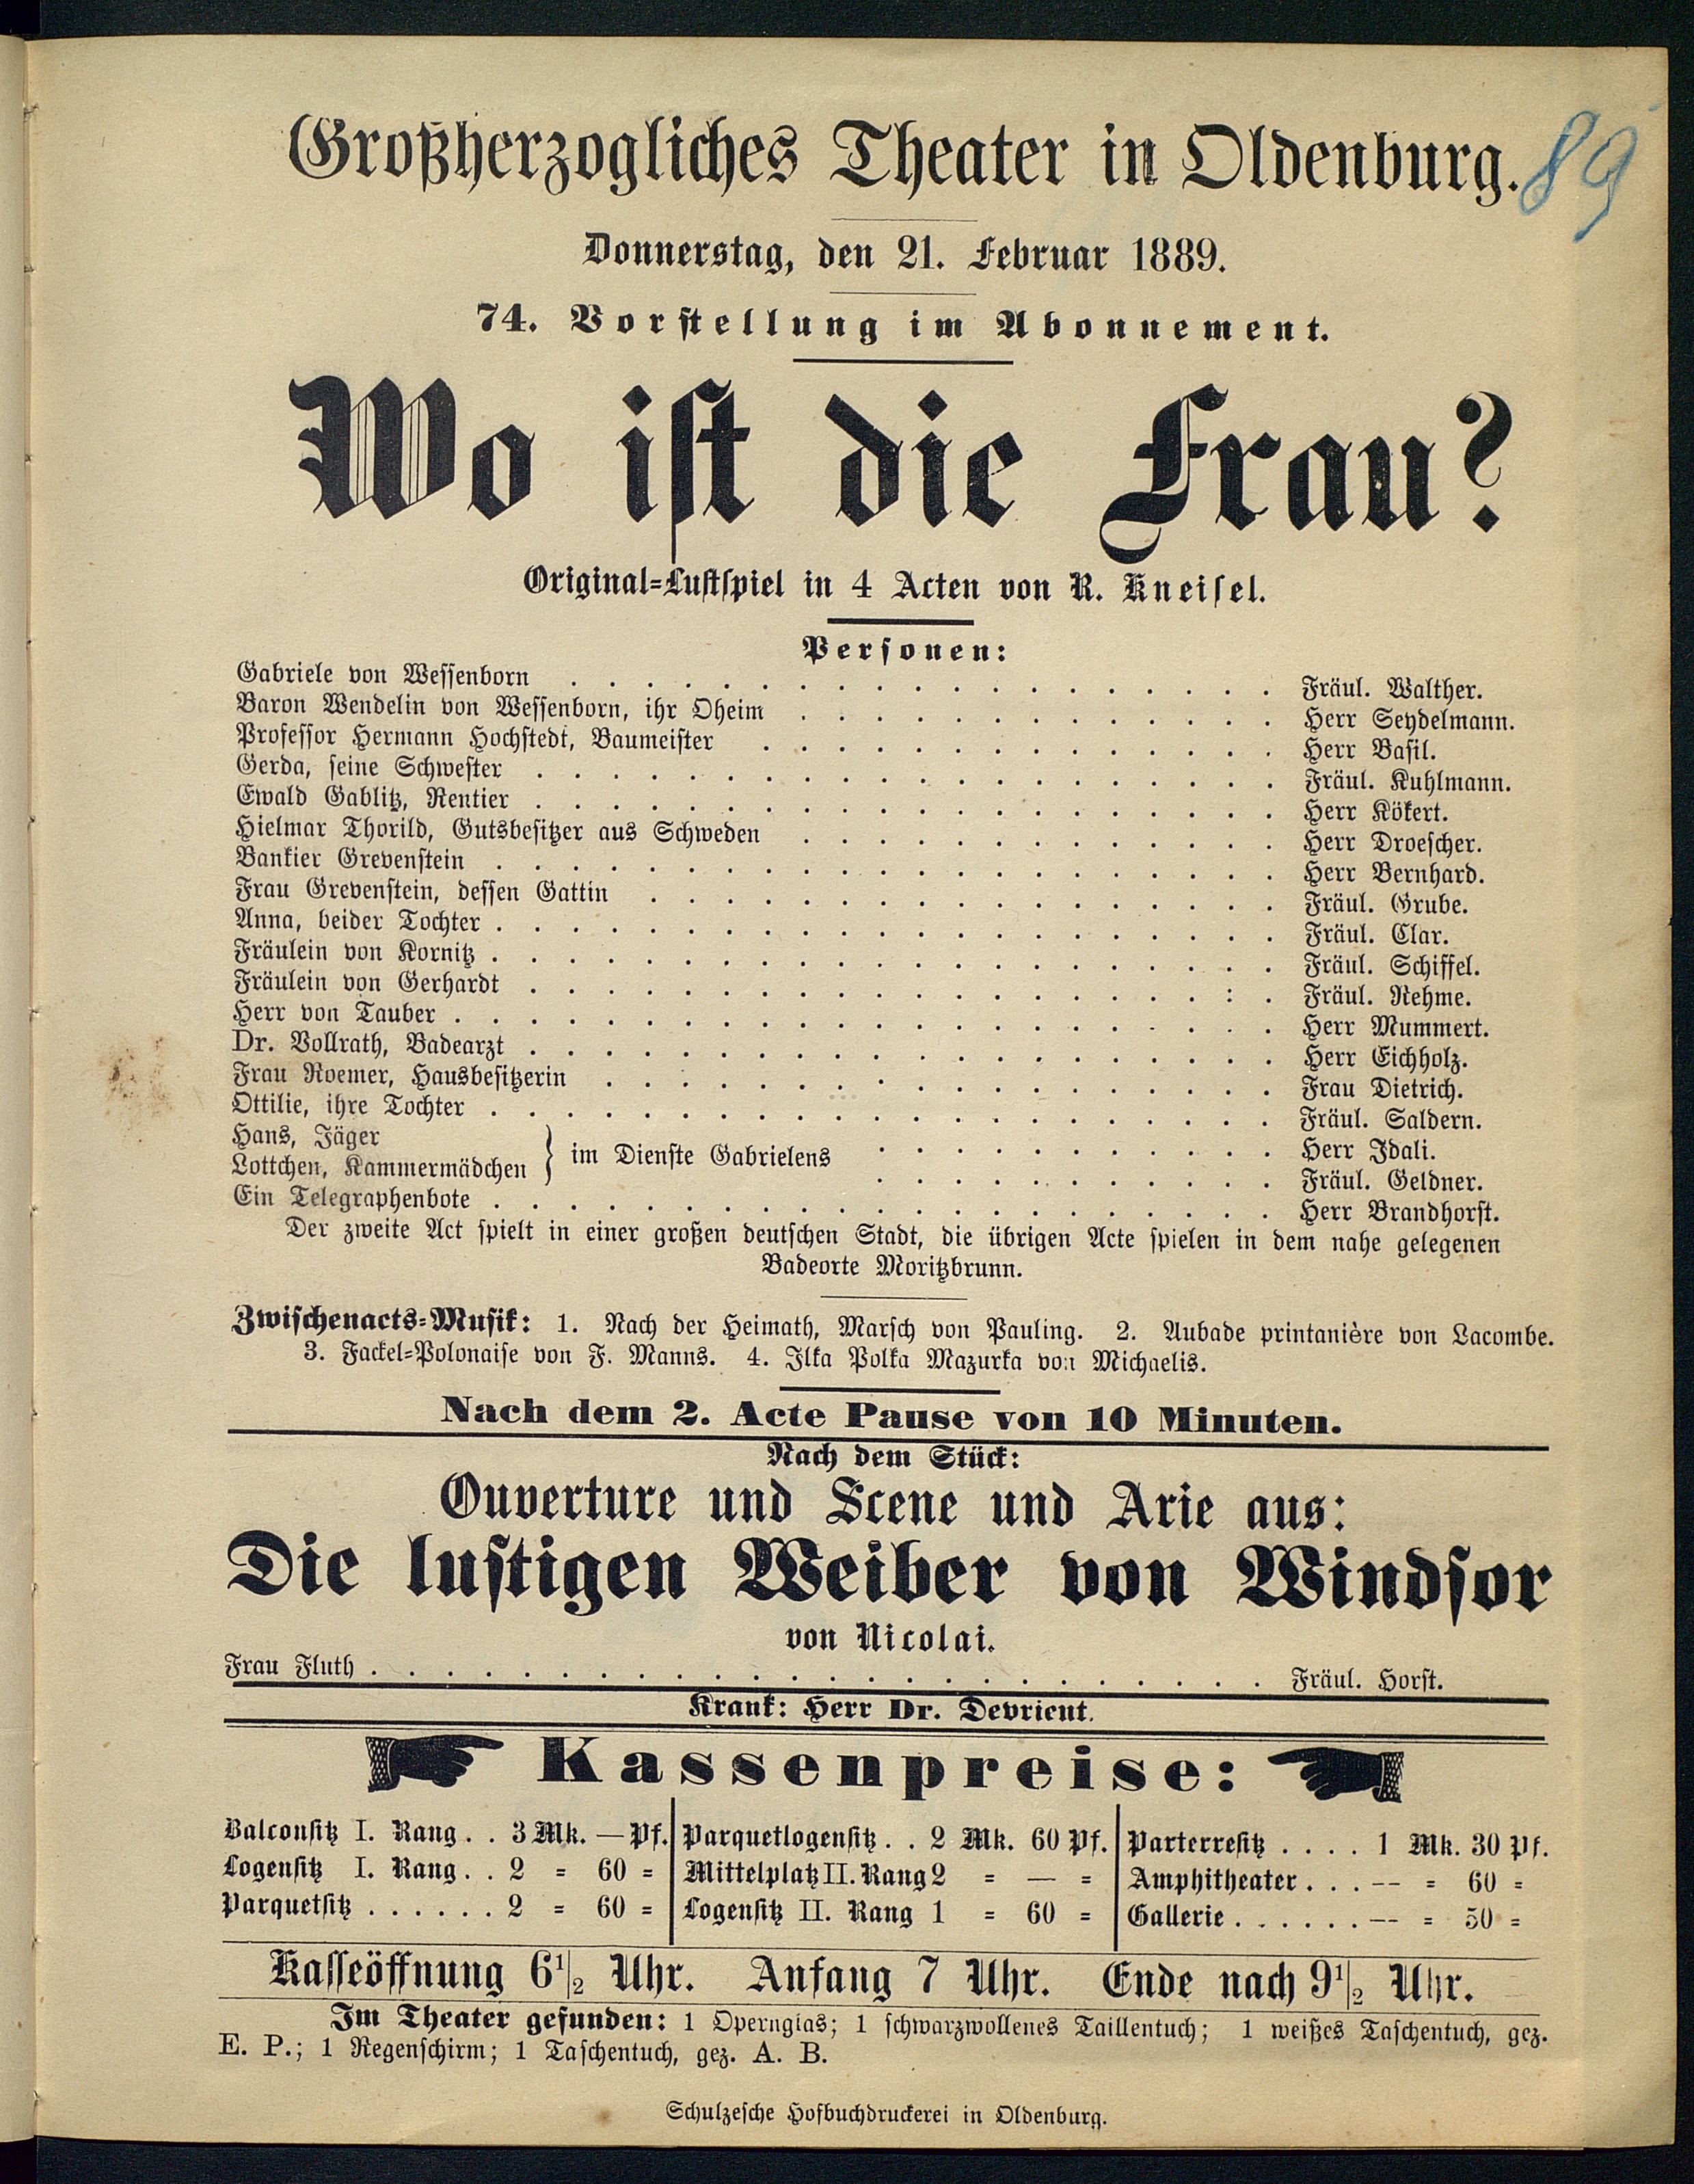 Großherzogliches Theater in Oldenburg. 89
Donnerstag, den 21. Februar 1889.
74. Vorstellung im Abonnement.
Wo ist die Frau?
Original=Lustspiel in 4 Acten von R. Kneisel.
Personen:
Gabriele von Wessenborn . . . . . . . . . . . . . . . . . . . Fräul. Walther.
Baron Wendelin von Wessenborn, ihr Oheim . . . . . . . . . . . . . Herr Seydelmann.
Professor Hermann Hochstedt, Baumeister . . . . . . . . . . . . . . Herr Basil.
Gerda, seine Schwester . . . . . . . . . . . . . . . . . . . . Fräul. Kuhlmann.
Ewald Gablitz, Rentier . . . . . . . . . . . . . . . . . . . . Herr Kökert.
Hielmar Thorild, Gutsbesitzer aus Schweden . . . . . . . . . . . . . Herr Droescher.
Bankier Grevenstein . . . . . . . . . . . . . . . . . . . . . Herr Bernhard.
Frau Grevenstein, dessen Gattin . . . . . . . . . . . . . . . . . Fräul. Grube.
Anna, beider Tochter . . . . . . . . . . . . . . . . . . . . . Fräul. Clar.
Fräulein von Kornitz . . . . . . . . . . . . . . . . . . . . . Fräul. Schiffel.
Fräulein von Gerhardt . . . . . . . . . . . . . . . . . . . : . Fräul. Rehme.
Herr von Tauber . . . . . . . . . . . . . . . . . . . . . . Herr Mummert.
Dr. Vollrath, Badearzt . . . . . . . . . . . . . . . . . . . . Herr Eichholz.
Frau Roemer, Hausbesitzerin . . . . . . . . . . . . . . . . . . Frau Dietrich.
Ottilie, ihre Tochter . . . . . . . . . . . . . . . . . . . . . Fräul. Saldern.
Hans, Jäger } im Dienste Gabrielens . . . . . . . . . . . Herr Idali.
Lottchen, Kammermädchen } . . . . . . . . . . . Fräul. Geldner.
Ein Telegraphenbote . . . . . . . . . . . . . . . . . . . . . Herr Brandhorst.
Der zweite Act spielt in einer großen deutschen Stadt, die übrigen Acte spielen in dem nahe gelegenen
Badeorte Moritzbrunn.
Zwischenacts=Musik: 1. Nach der Heimath, Marsch von Pauling. 2. Aubade printanière von Lacombe.
3. Fackel=Polonaise von F. Manns. 4. Ilka Polka Mazurka von Michaelis.
Nach dem 2. Acte Pause von 10 Minuten.
Nach dem Stück:
Ouverture und Scene und Arie aus:
Die lustigen Weiber von Windsor
von Nicolai.
Frau Fluth . . . . . . . . . . . . . . . . . . . . . . . . Fräul. Horst.
Krank: Herr Dr. Devrient.
Kassenpreise:
Balconsitz I. Rang . . 3 Mk. — Pf. Parquetlogensitz . . 2 Mk. 60 Pf. Parterresitz . . . . 1 Mk. 30 Pf.
Logensitz I. Rang . . 2 = 60 = Mittelplatz II. Rang 2 = — = Amphitheater . . . -- = 60 =
Parquetsitz . . . . . . 2 = 60 = Logensitz II. Rang 1 = 60 = Gallerie . . . . . . -- = 50 =
Kasseöffnung 6 1/2 Uhr. Anfang 7 Uhr. Ende nach 9 1/2 Uhr.
Im Theater gefunden: 1 Opernglas; 1 schwarzwollenes Taillentuch; 1 weißes Taschentuch, gez.
E. P.; 1 Regenschirm; 1 Taschentuch, gez. A. B.
Schulzesche Hofbuchdruckerei in Oldenburg.